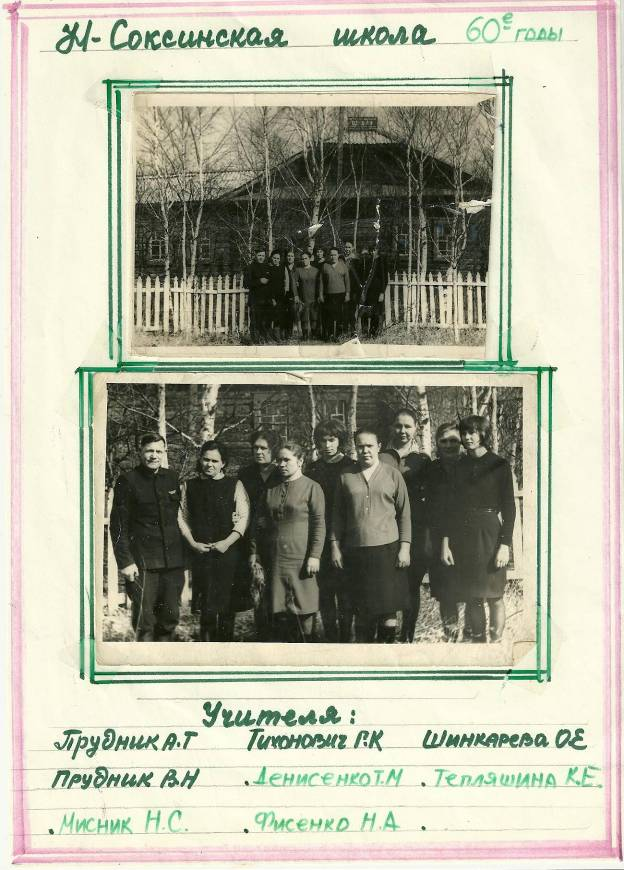 Н-Соксинская школа 60е годы
Учителя:
Прудник А.Т Тихонович Г.К Шинкарева О.Е
Прудник В.Н . Денисенко Т.М . Тепляшина К.Е.
. Мисник Н.С. . Фисенко Н.А .